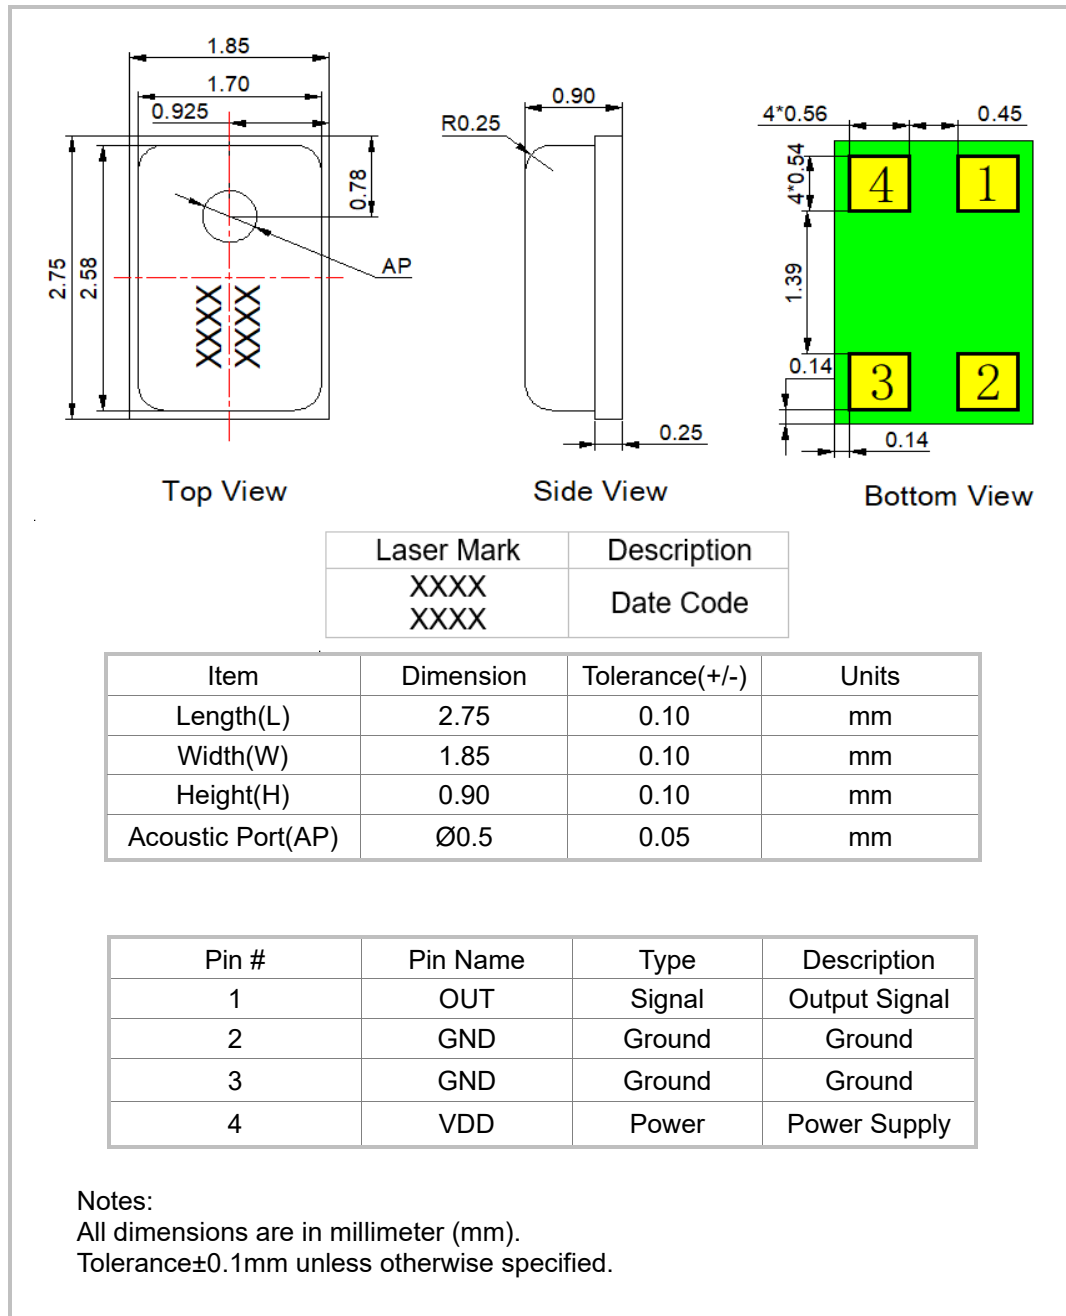 1.85
1.70
0.925
0.78
AP
2.75
2.58
XXXX
XXXX
Top View
0.90
R0.25
0.25
Side View
4*0.56
0.45
4*0.54
4
1
1.39
0.14
3
2
0.14
Bottom View
Laser Mark Description
XXXX
XXXX
Date Code
Item Dimension Tolerance(+/-) Units
Length(L) 2.75 0.10 mm
Width(W) 1.85 0.10 mm
Height(H) 0.90 0.10 mm
Acoustic Port(AP) Ø0.5 0.05 mm
Pin # Pin Name Type Description
1 OUT Signal Output Signal
2 GND Ground Ground
3 GND Ground Ground
4 VDD Power Power Supply
Notes:
All dimensions are in millimeter (mm).
Tolerance±0.1mm unless otherwise specified.